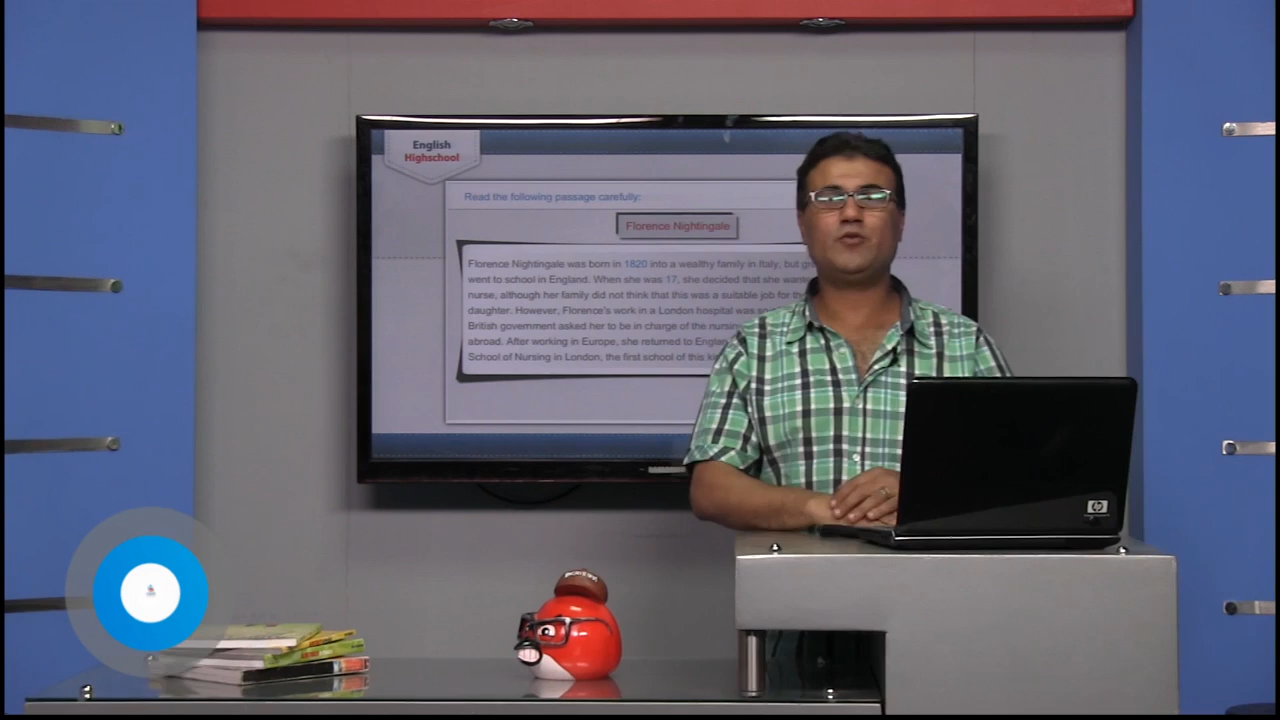 English
Highschool
Read the following passage carefully:
Florence Nightingale
Florence Nightingale was born in 1820 into a wealthy family in Italy, but
went to school in England. When she was 17, she decided that she
nurse, although her family did not think that this was a suitable job for
daughter. However, Florence's work in a London hospital was
British government asked her to be in charge of the
abroad. After working in Europe, she returned to
School of Nursing in London, the first school of this
hp